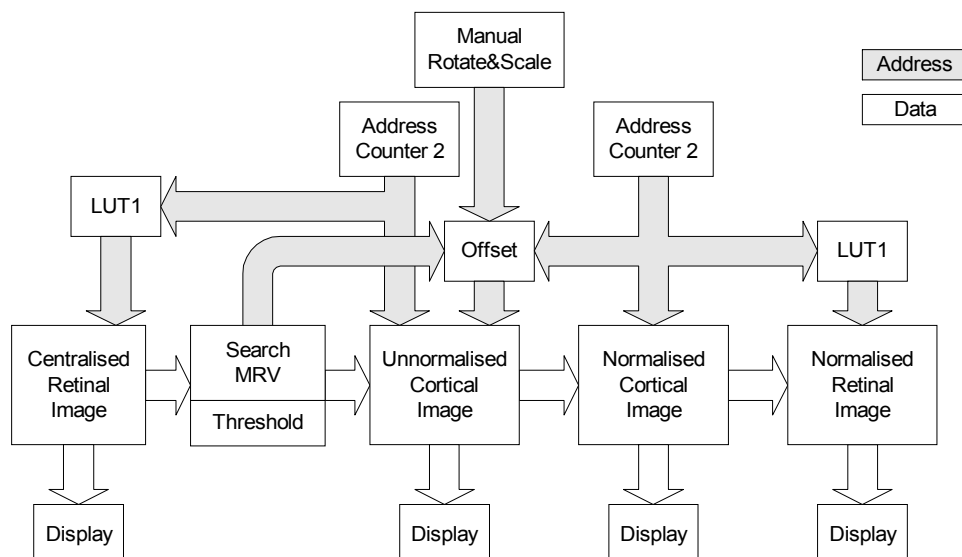 Manual
Rotate&Scale
Address
Data
Address
Counter 2
Address
Counter 2
LUT1
Offset
LUT1
Centralised
Retinal
Image
Search
MRV
Threshold
Unnormalised
Cortical
Image
Normalised
Cortical
Image
Normalised
Retinal
Image
Display
Display
Display
Display